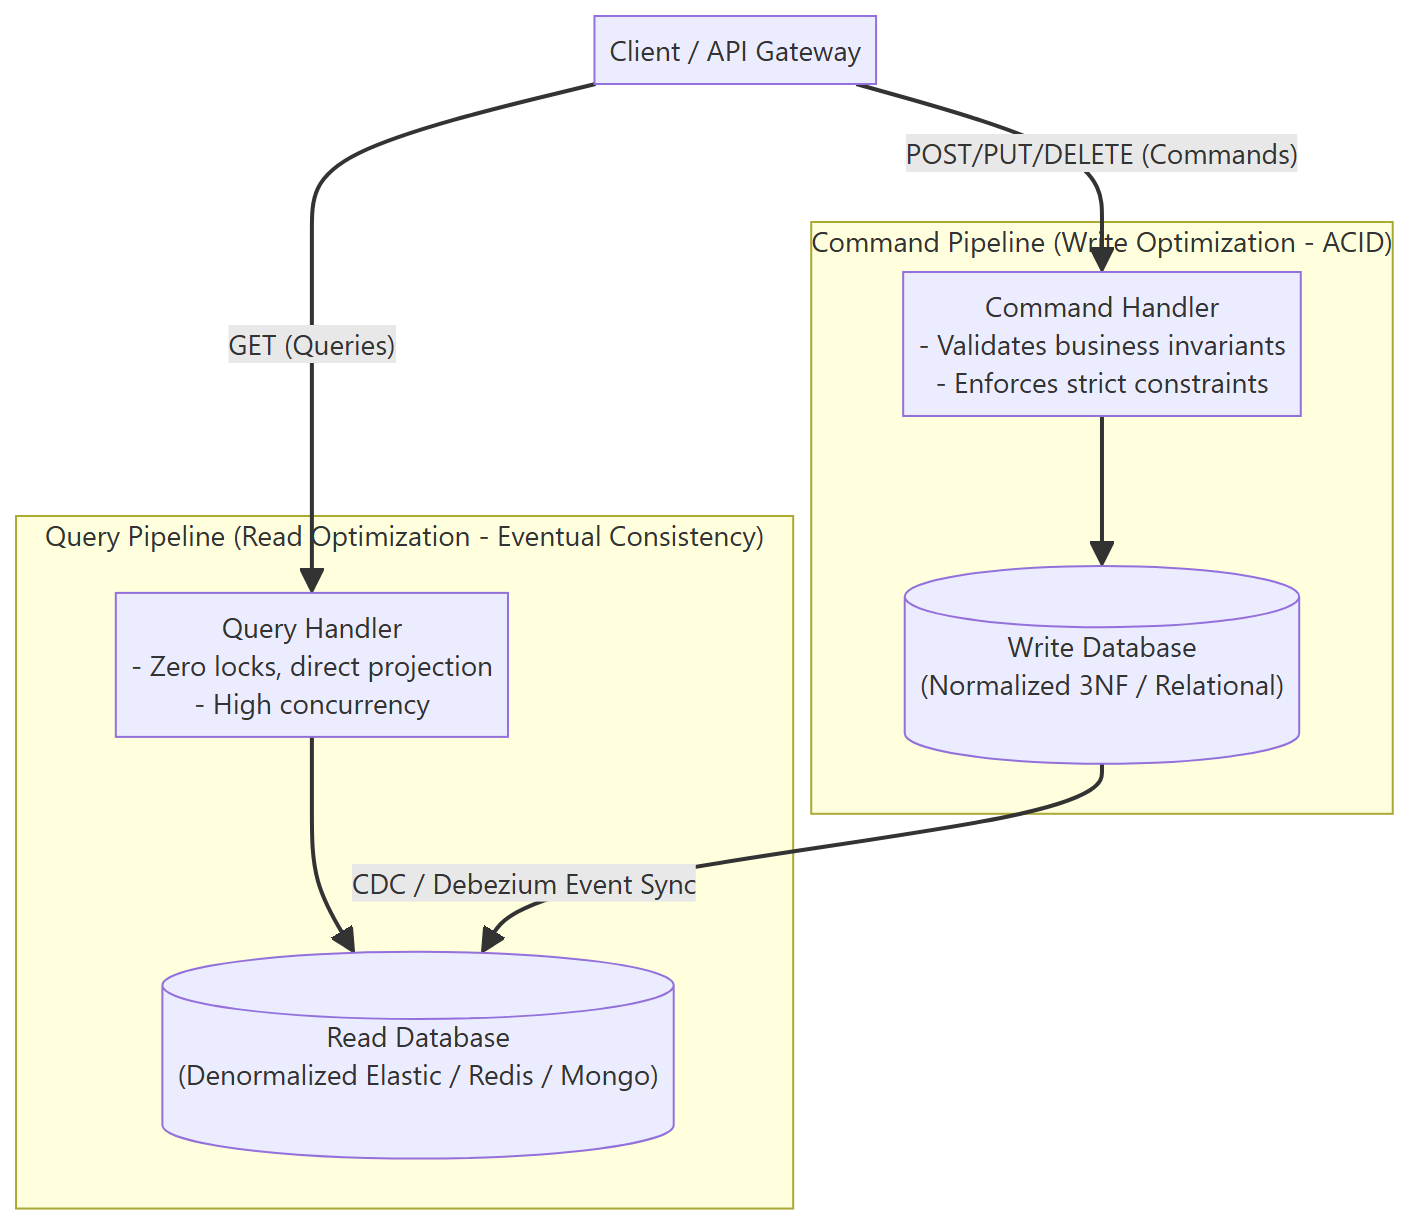 Client / API Gateway
POST/PUT/DELETE (Commands)
Command Pipeline (Write Optimization - ACID)
Command Handler
- Validates business invariants
- Enforces strict constraints
GET (Queries)
Query Pipeline (Read Optimization - Eventual Consistency)
Query Handler
- Zero locks, direct projection
- High concurrency
Write Database
(Normalized 3NF / Relational)
CDC / Debezium Event Sync
Read Database
(Denormalized Elastic / Redis / Mongo)